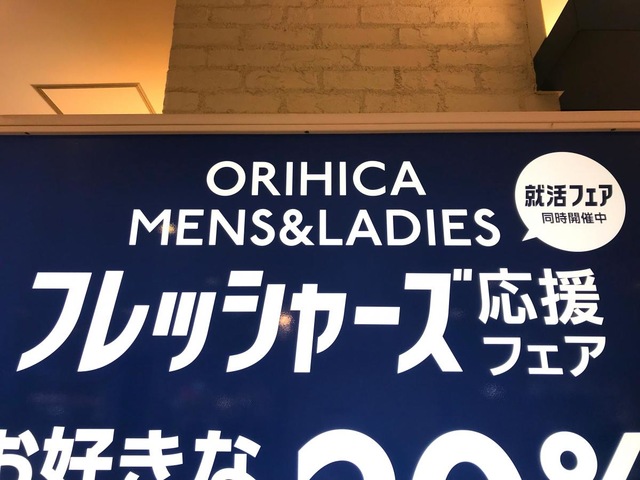 ORIHICA
MENS&LADIES
就活フェア
同時開催中
フレッシャーズ応援
フェア
お好きな 20%